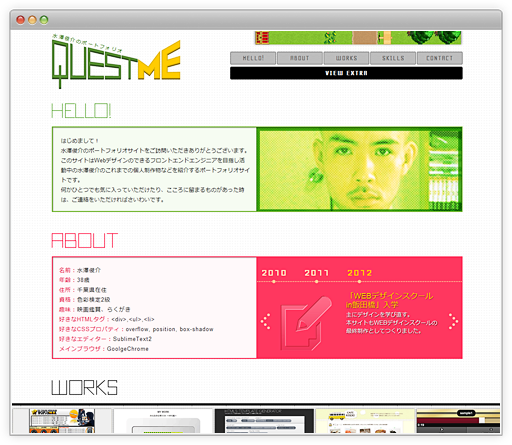 水澤俊介のポートフォリオ
QUESTME
HELLO!
ABOUT
WORKS
SKILLS
CONTACT
VIEW EXTRA
HELLO!
はじめまして!
水澤俊介のポートフォリオサイトをご訪問いただきありがとうございます。
このサイトはWebデザインのできるフロントエンドエンジニアを目指し活
動中の水澤俊介のこれまでの個人制作物などを紹介するポートフォリオサイ
トです。
何かひとつでも気に入っていただけたり、こころに留まるものがあった時
は、ご連絡をいただければさいわいです。
ABOUT
名前:水澤俊介
年齢:38歳
住所:千葉県在住
資格:色彩検定2級
趣味:映画鑑賞、らくがき
好きなHTMLタグ:<div>,<ul>,<li>
好きなCSSプロパティ:overflow, position, box-shadow
好きなエディター:SublimeText2
メインブラウザ:GoolgeChrome
2010
2011
2012
「WEBデザインスクール
in飯田橋」入学
主にデザインを学び直す。
本サイトもWEBデザインスクールの
最終制作としてつくりました。
WORKS